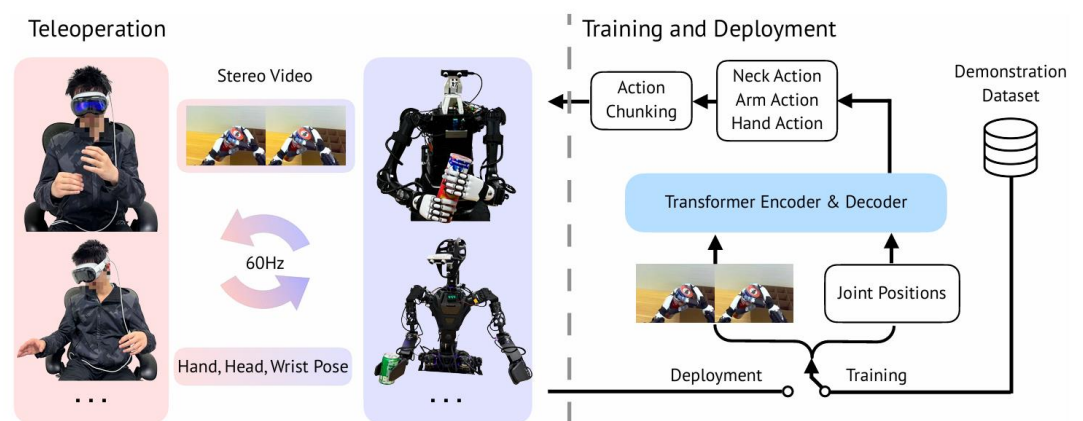 Teleoperation
Stereo Video
60Hz
Hand, Head, Wrist Pose
...
...
Training and Deployment
Action
Chunking
Neck Action
Arm Action
Hand Action
Demonstration
Dataset
Transformer Encoder & Decoder
Joint Positions
Deployment
Training